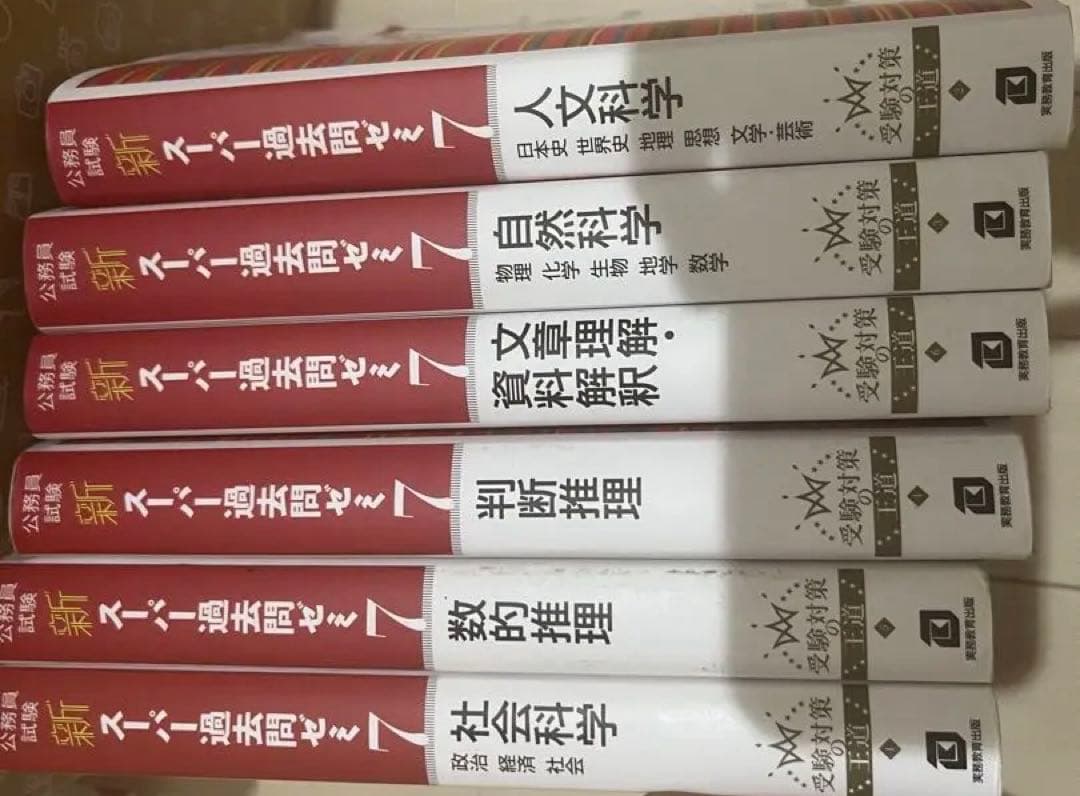 公務員
試験
新
スーパー過去問ゼミ7
人文科学
日本史 世界史 地理 思想 文学・芸術
受験対策
の
王道
実務教育出版
公務員
試験
新
スーパー過去問ゼミ7
自然科学
物理 化学 生物 地学 数学
受験対策
の
王道
実務教育出版
公務員
試験
新
スーパー過去問ゼミ7
文章理解・
資料解釈
受験対策
の
王道
実務教育出版
公務員
試験
新
スーパー過去問ゼミ7
判断推理
受験対策
の
王道
実務教育出版
公務員
試験
新
スーパー過去問ゼミ7
数的推理
受験対策
の
王道
実務教育出版
公務員
試験
新
スーパー過去問ゼミ7
社会科学
政治 経済 社会
受験対策
の
王道
実務教育出版